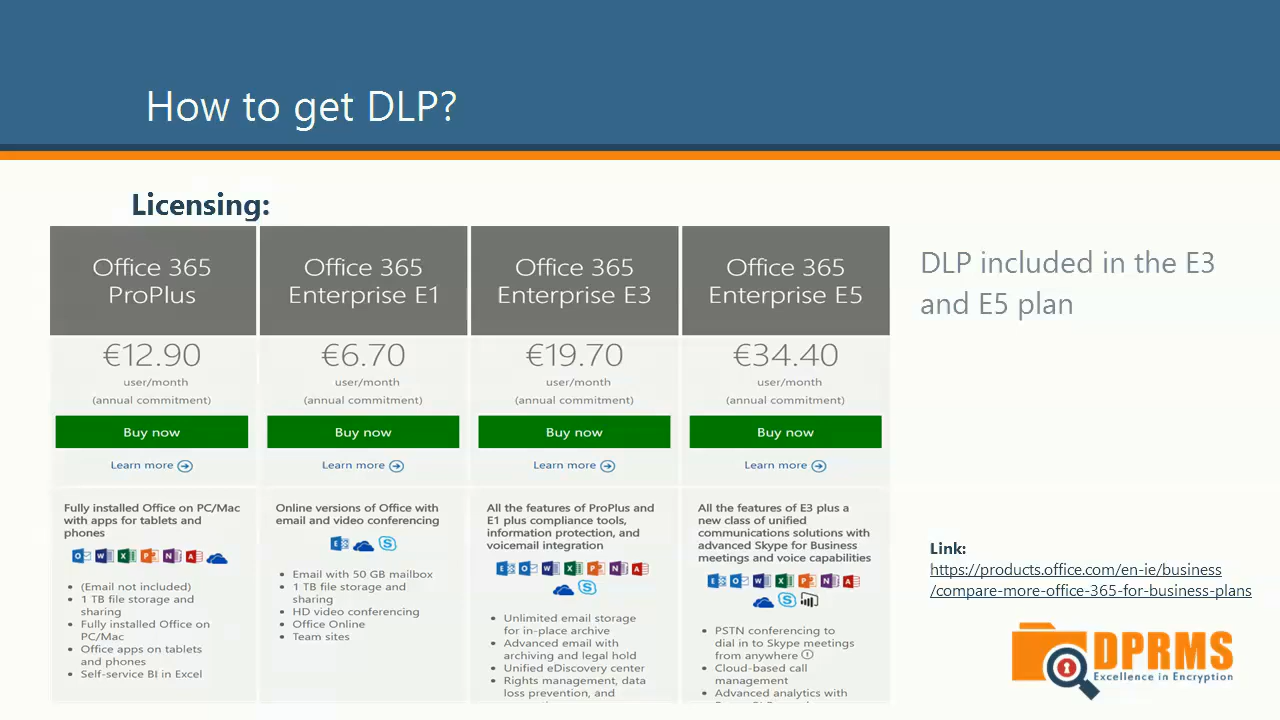 How to get DLP?
Licensing:
Office 365
ProPlus
€12.90
user/month
(annual commitment)
Buy now
Learn more
Fully installed Office on PC/Mac
with apps for tablets and
phones
(Email not included)
1 TB file storage and
sharing
Fully installed Office on
PC/Mac
Office apps on tablets
and phones
Self-service BI in Excel
Office 365
Enterprise E1
€6.70
user/month
(annual commitment)
Buy now
Learn more
Online versions of Office with
email and video conferencing
Email with 50 GB mailbox
1 TB file storage and
sharing
HD video conferencing
Office Online
Team sites
Office 365
Enterprise E3
€19.70
user/month
(annual commitment)
Buy now
Learn more
All the features of ProPlus and
E1 plus compliance tools,
information protection, and
voicemail integration
Unlimited email storage
for in-place archive
Advanced email with
archiving and legal hold
Unified eDiscovery center
Rights management, data
loss prevention, and
Office 365
Enterprise E5
€34.40
user/month
(annual commitment)
Buy now
Learn more
All the features of E3 plus a
new class of unified
communications solutions with
advanced Skype for Business
meetings and voice capabilities
PSTN conferencing to
dial in to Skype meetings
from anywhere
Cloud-based call
management
Advanced analytics with
DLP included in the E3
and E5 plan
Link:
https://products.office.com/en-ie/business
/compare-more-office-365-for-business-plans
DPRMS
Excellence in Encryption